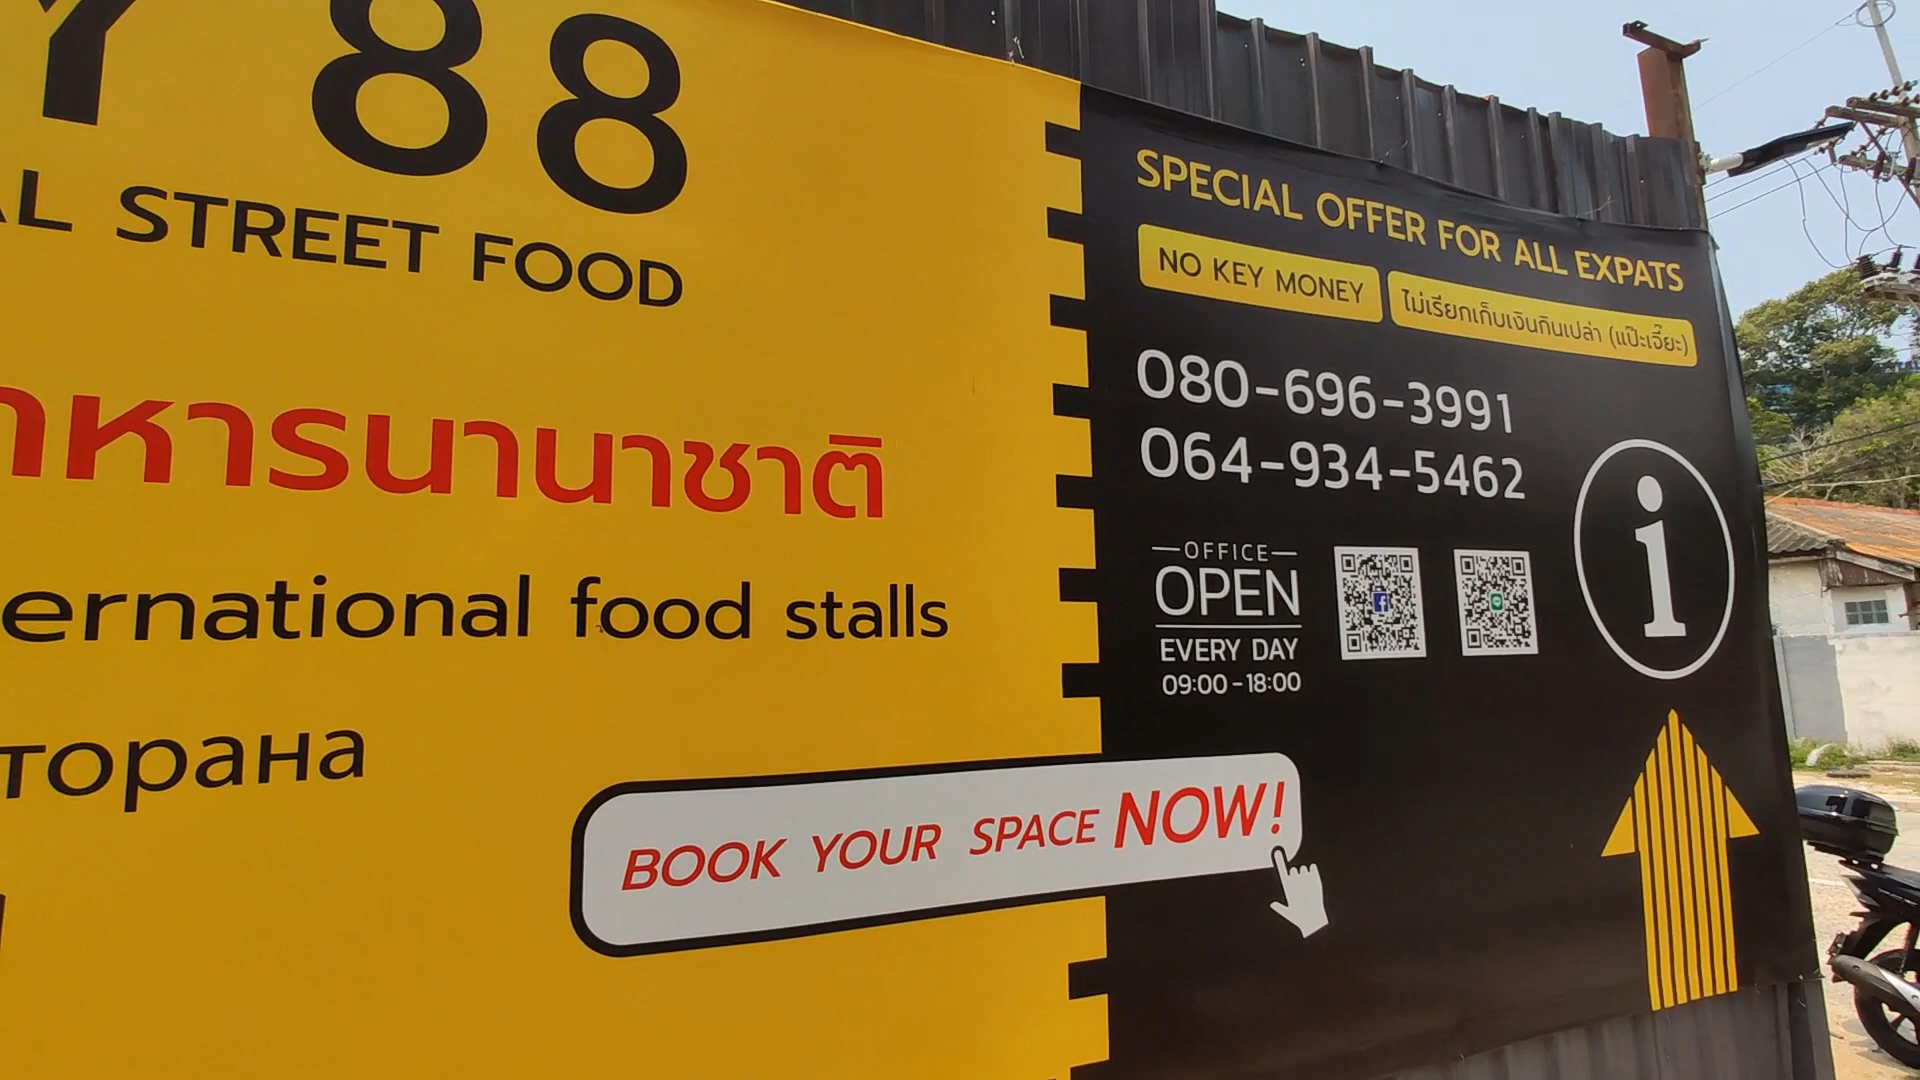 Y 88
AL STREET FOOD
าหารนานาชาติ
ernational food stalls
торана
BOOK YOUR SPACE NOW!
SPECIAL OFFER FOR ALL EXPATS
NO KEY MONEY
ไม่เรียกเก็บเงินกินเปล่า (แป๊ะเจี๊ยะ)
080-696-3991
064-934-5462
OFFICE
OPEN
EVERY DAY
09:00 - 18:00
i